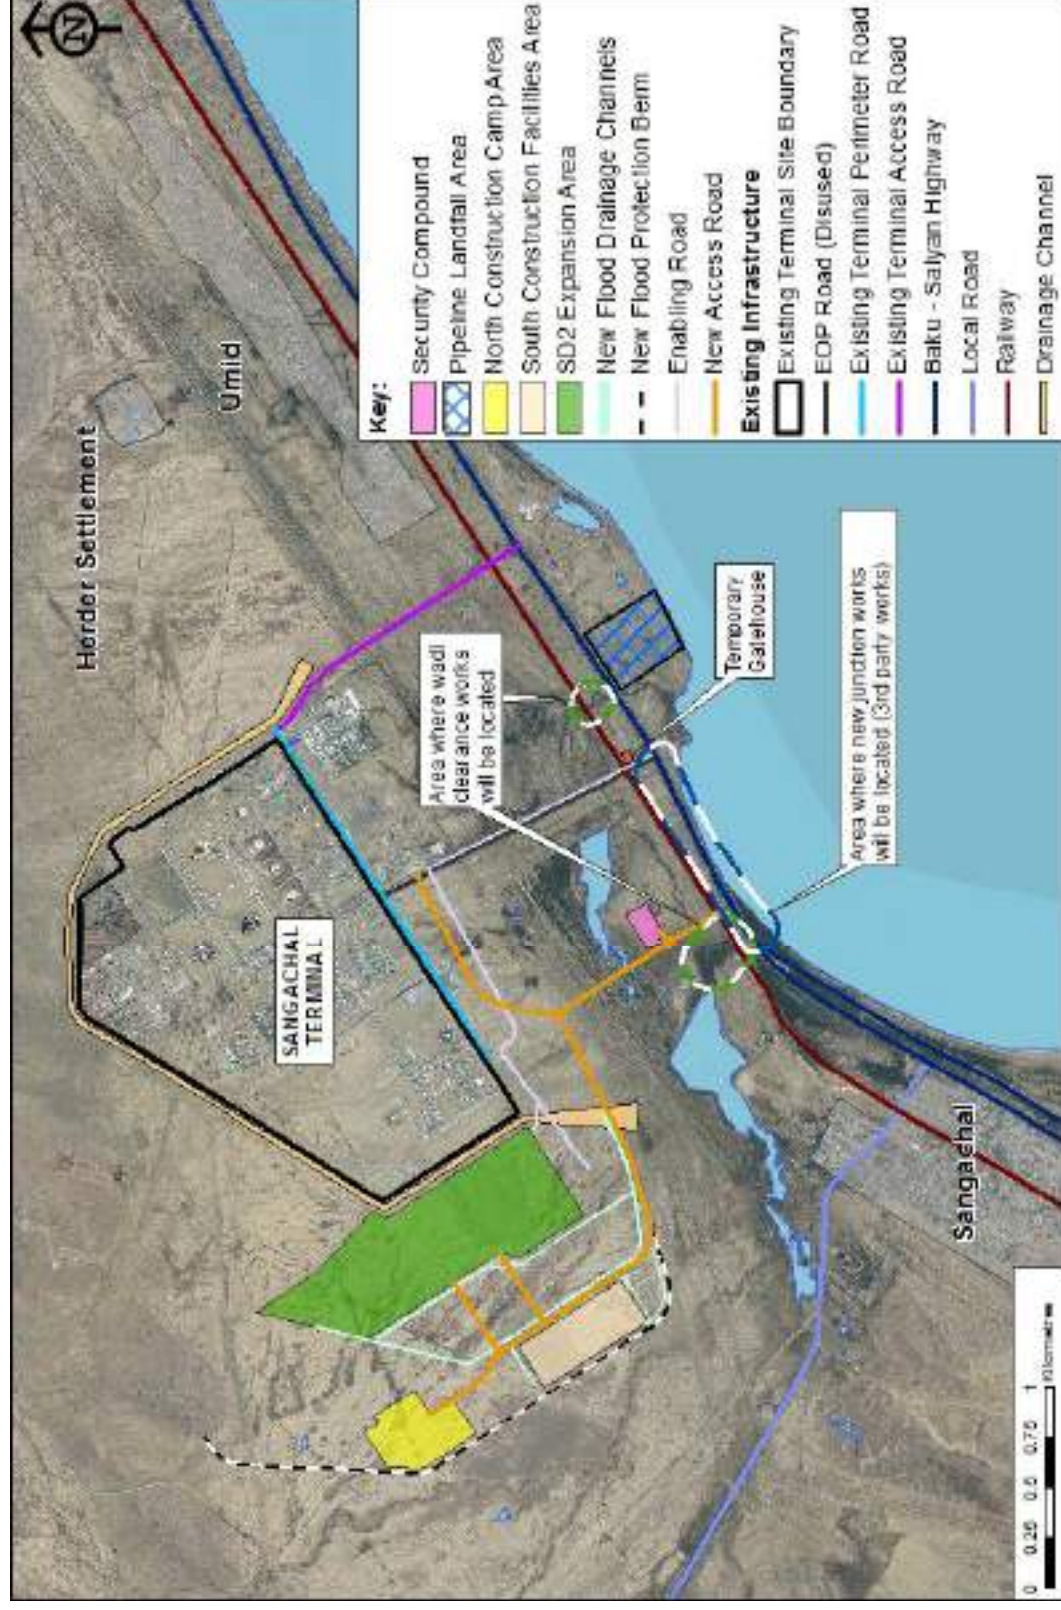 N
Herder Settlement
Umid
SANGACHAL
TERMINAL
Area where wadi
clearance works
will be located
Temporary
Gatehouse
Area where new junction works
will be located (3rd party works)
Sangachal
Key:
Security Compound
Pipeline Landfall Area
North Construction Camp Area
South Construction Facilities Area
SD2 Expansion Area
New Flood Drainage Channels
New Flood Protection Berm
Enabling Road
New Access Road
Existing Infrastructure
Existing Terminal Site Boundary
EOP Road (Disused)
Existing Terminal Perimeter Road
Existing Terminal Access Road
Baku - Salyan Highway
Local Road
Railway
Drainage Channel
0 0.25 0.5 0.75 1
Kilometres